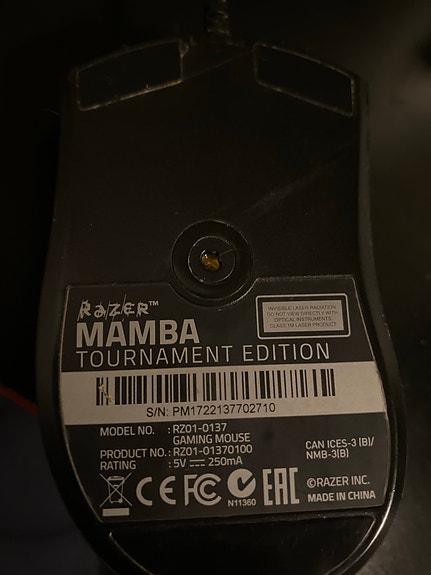 RAZER™
MAMBA
TOURNAMENT EDITION
INVISIBLE LASER RADIATION
DO NOT VIEW DIRECTLY WITH
OPTICAL INSTRUMENTS
CLASS 1M LASER PRODUCT
S/N: PM1722137702710
MODEL NO. : RZ01-0137
GAMING MOUSE
PRODUCT NO. : RZ01-01370100
RATING : 5V ⎓ 250mA
CAN ICES-3 (B)/
NMB-3(B)
CE FC N11360 EAC
©RAZER INC.
MADE IN CHINA